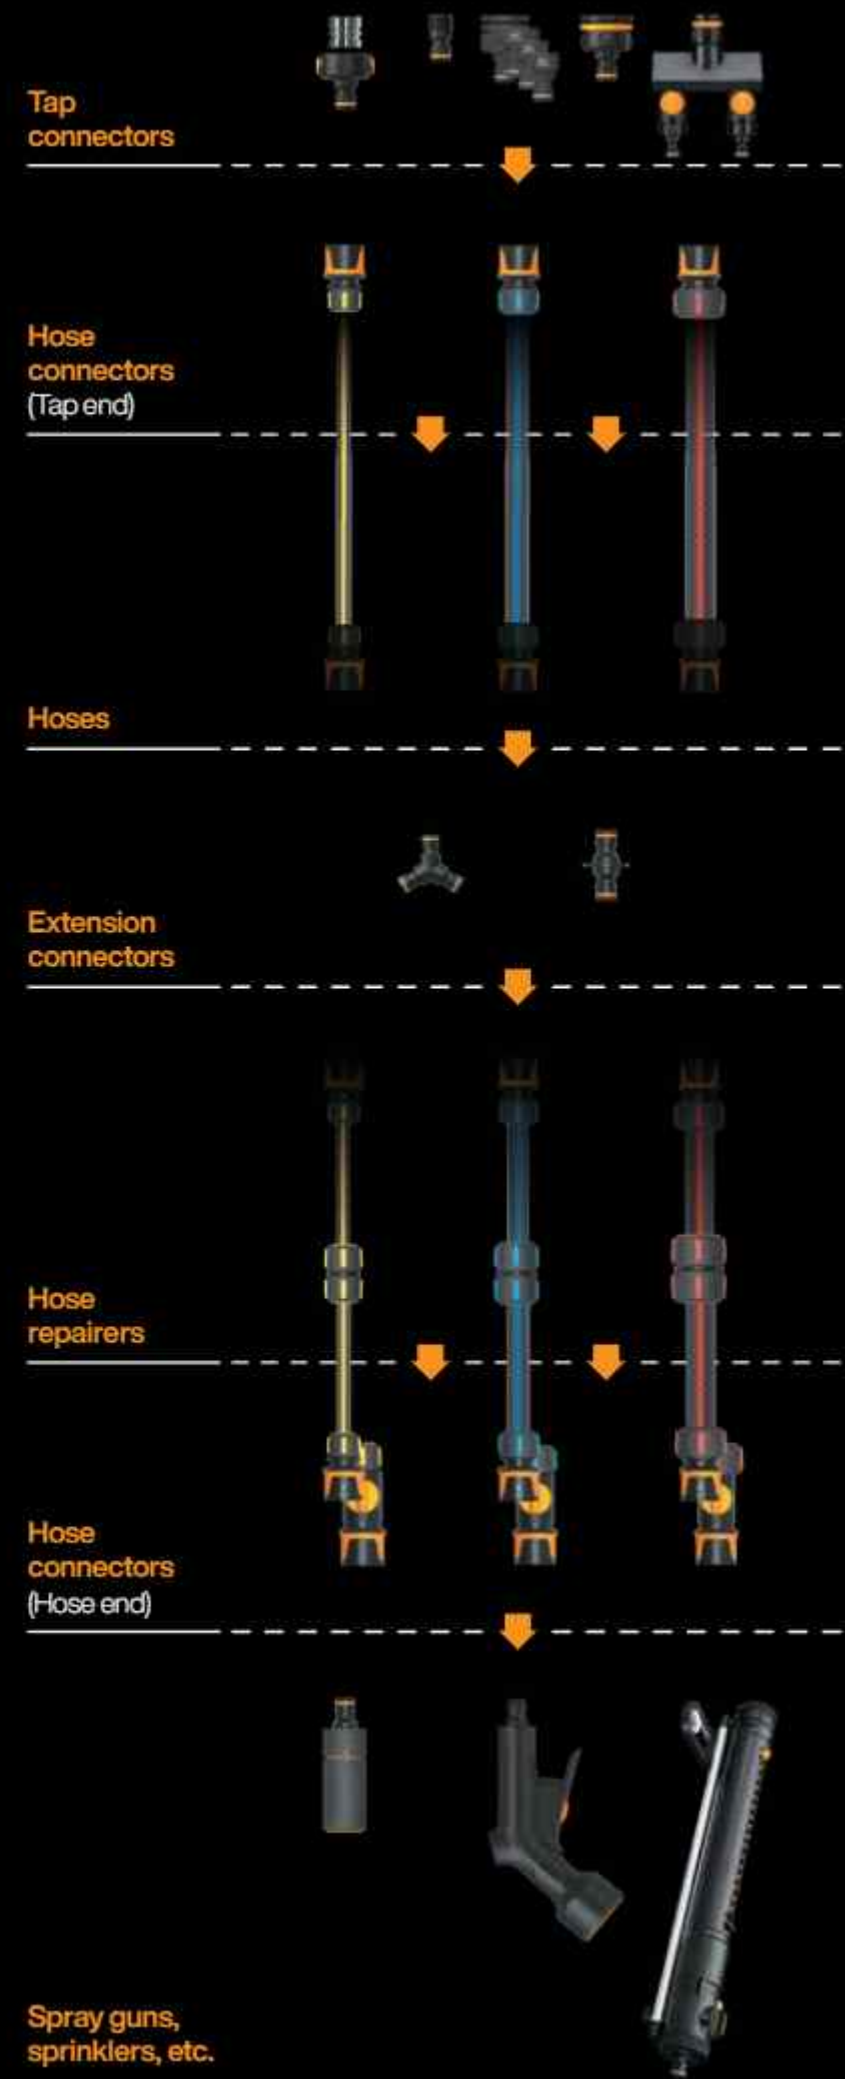 Tap
connectors
Hose
connectors
(Tap end)
Hoses
Extension
connectors
Hose
repairers
Hose
connectors
(Hose end)
Spray guns,
sprinklers, etc.